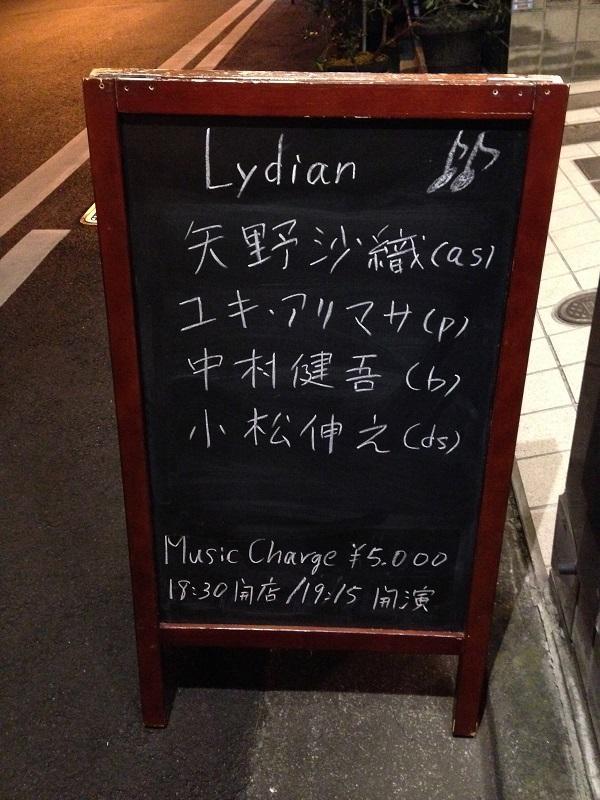 Lydian
矢野沙織(as)
ユキ・アリマサ(p)
中村健吾(b)
小松伸之(ds)
Music Charge ¥5.000
18:30開店/19:15開演